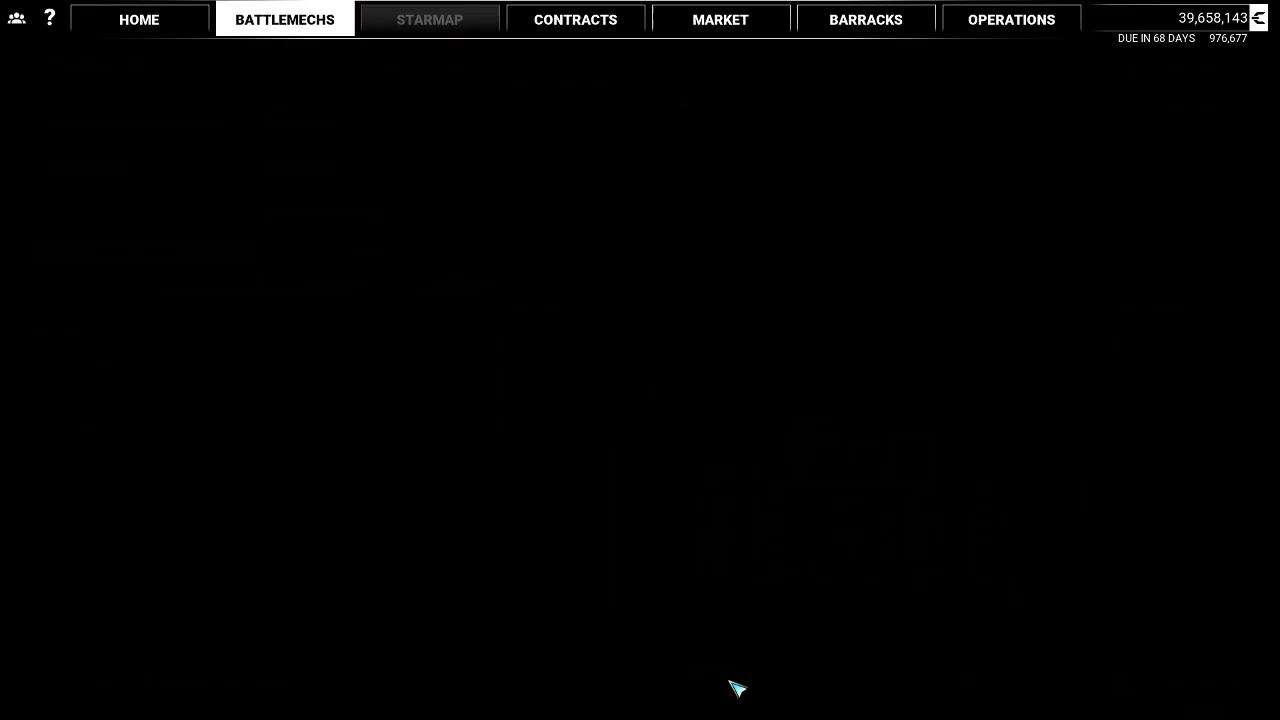 ? HOME BATTLEMECHS STARMAP CONTRACTS MARKET BARRACKS OPERATIONS 39,658,143
DUE IN 68 DAYS 976,677